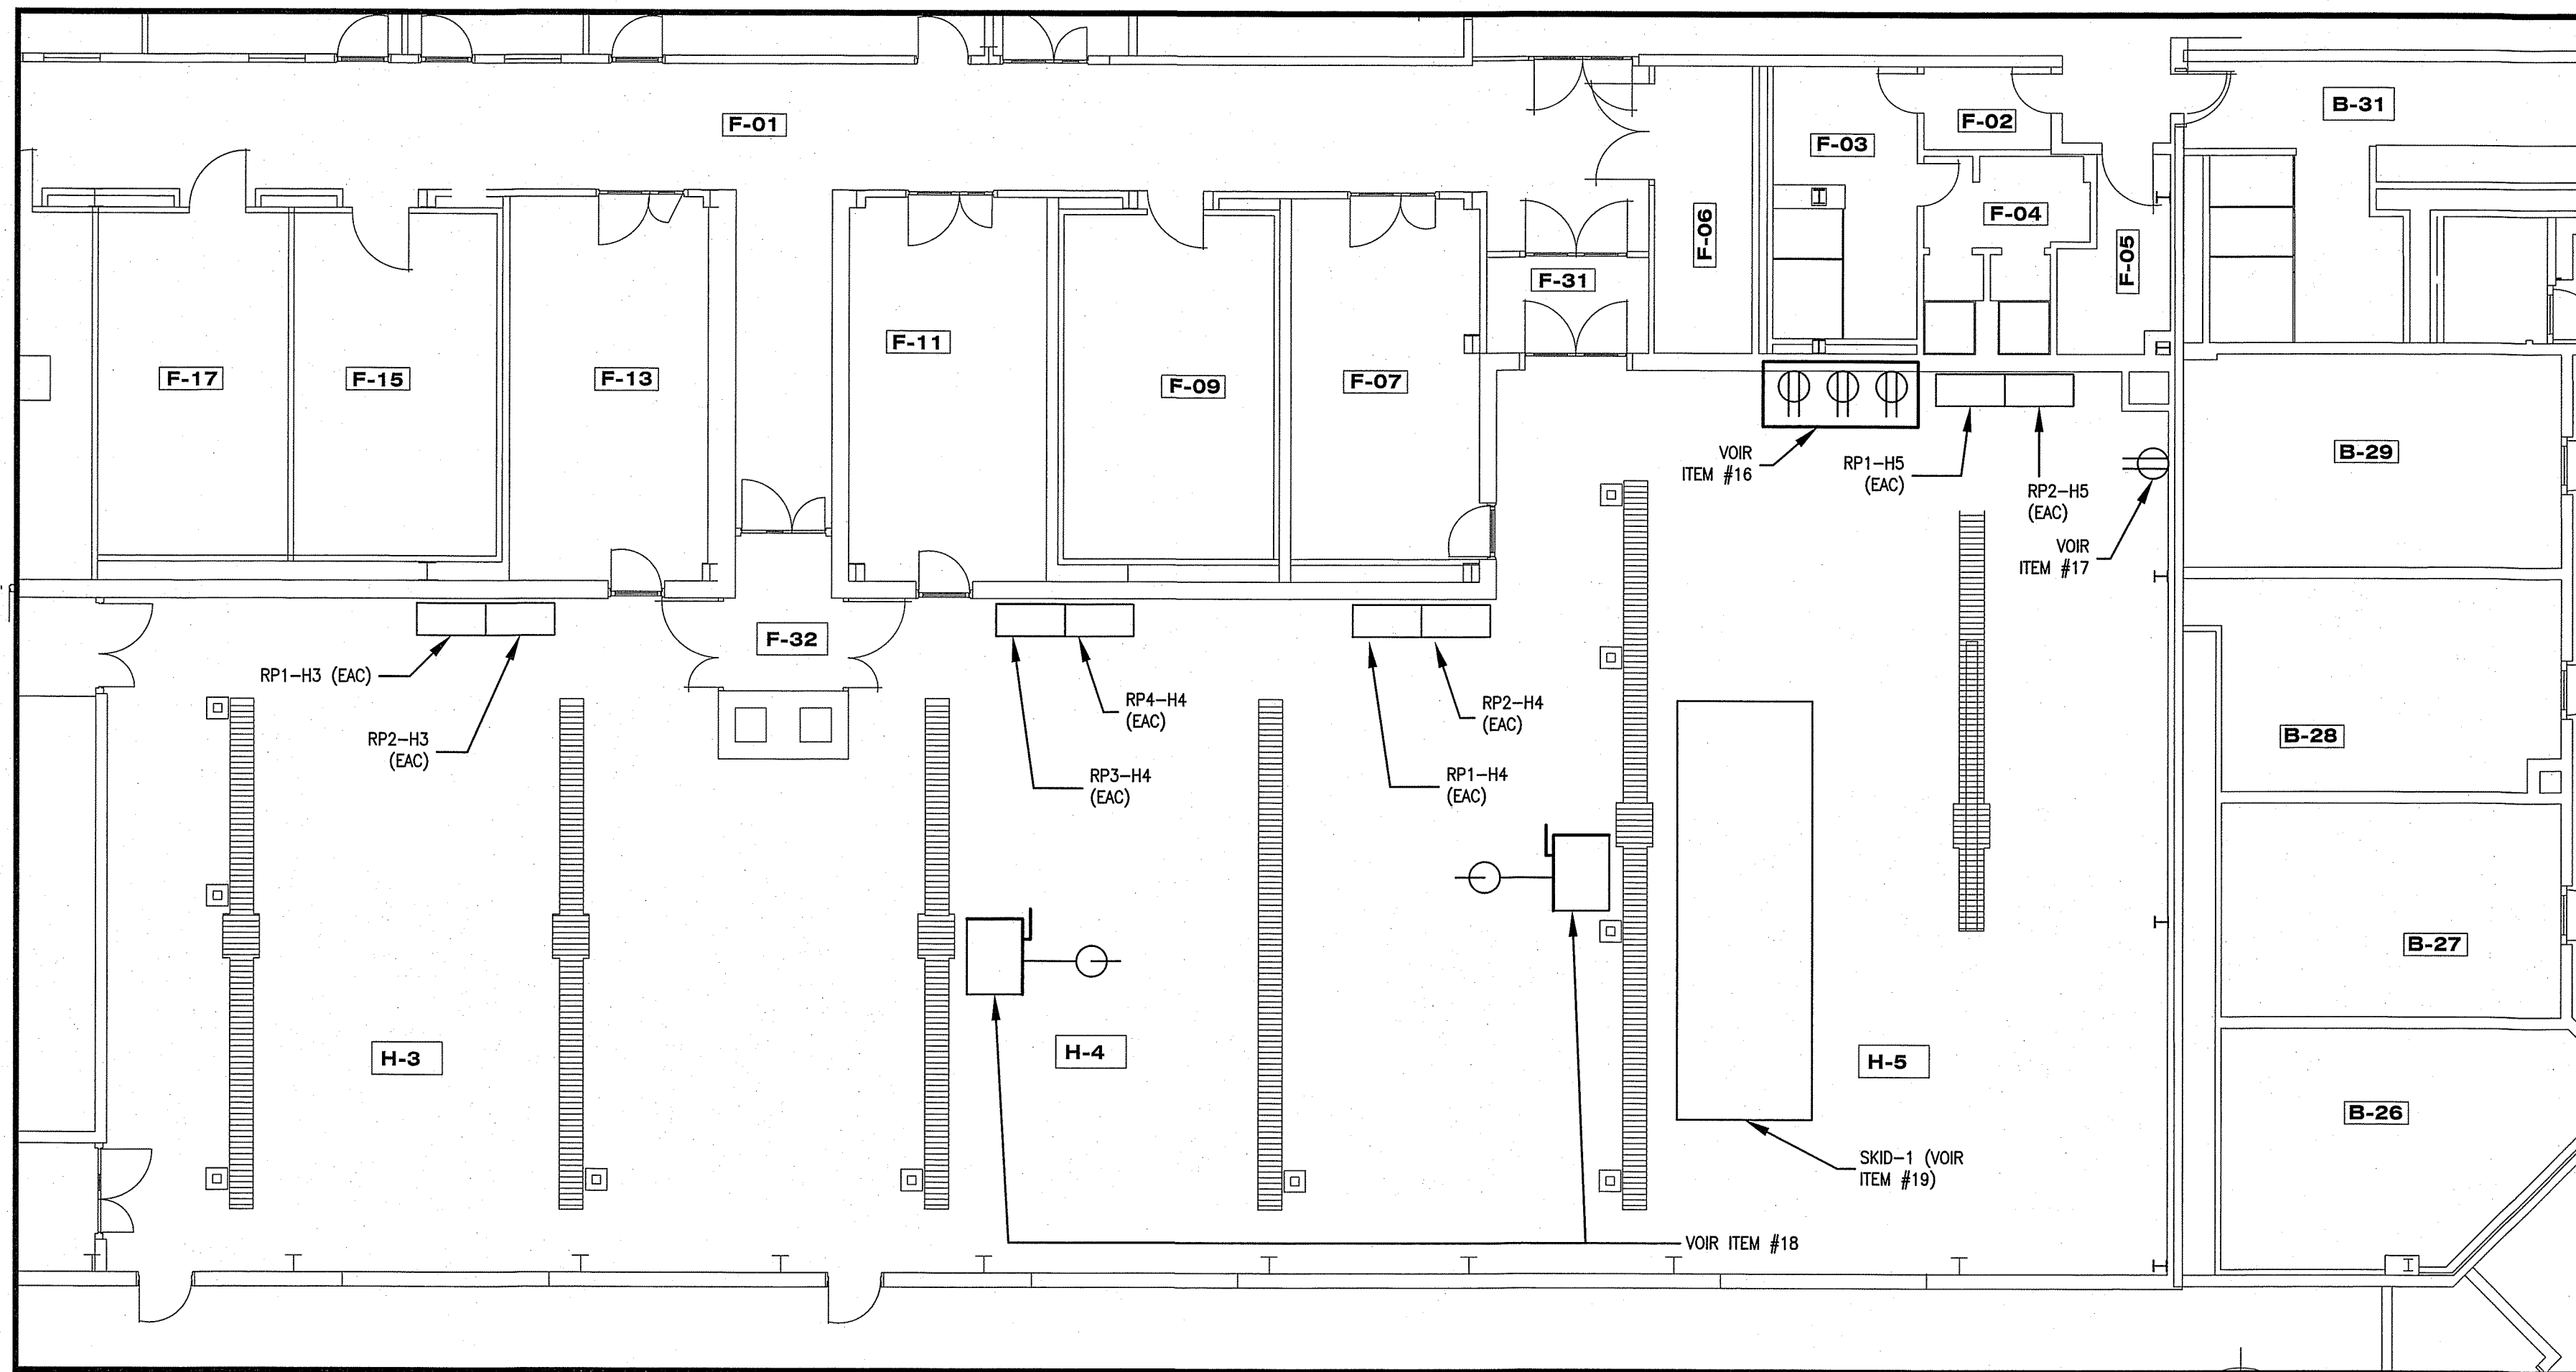 F-01
F-02
F-03
B-31
F-04
F-06
F-05
F-31
F-17
F-15
F-13
F-11
F-09
F-07
VOIR
ITEM #16
RP1-H5
(EAC)
RP2-H5
(EAC)
B-29
VOIR
ITEM #17
F-32
RP1-H3 (EAC)
RP2-H3
(EAC)
RP4-H4
(EAC)
RP3-H4
(EAC)
RP2-H4
(EAC)
RP1-H4
(EAC)
B-28
B-27
H-3
H-4
H-5
B-26
SKID-1 (VOIR
ITEM #19)
VOIR ITEM #18